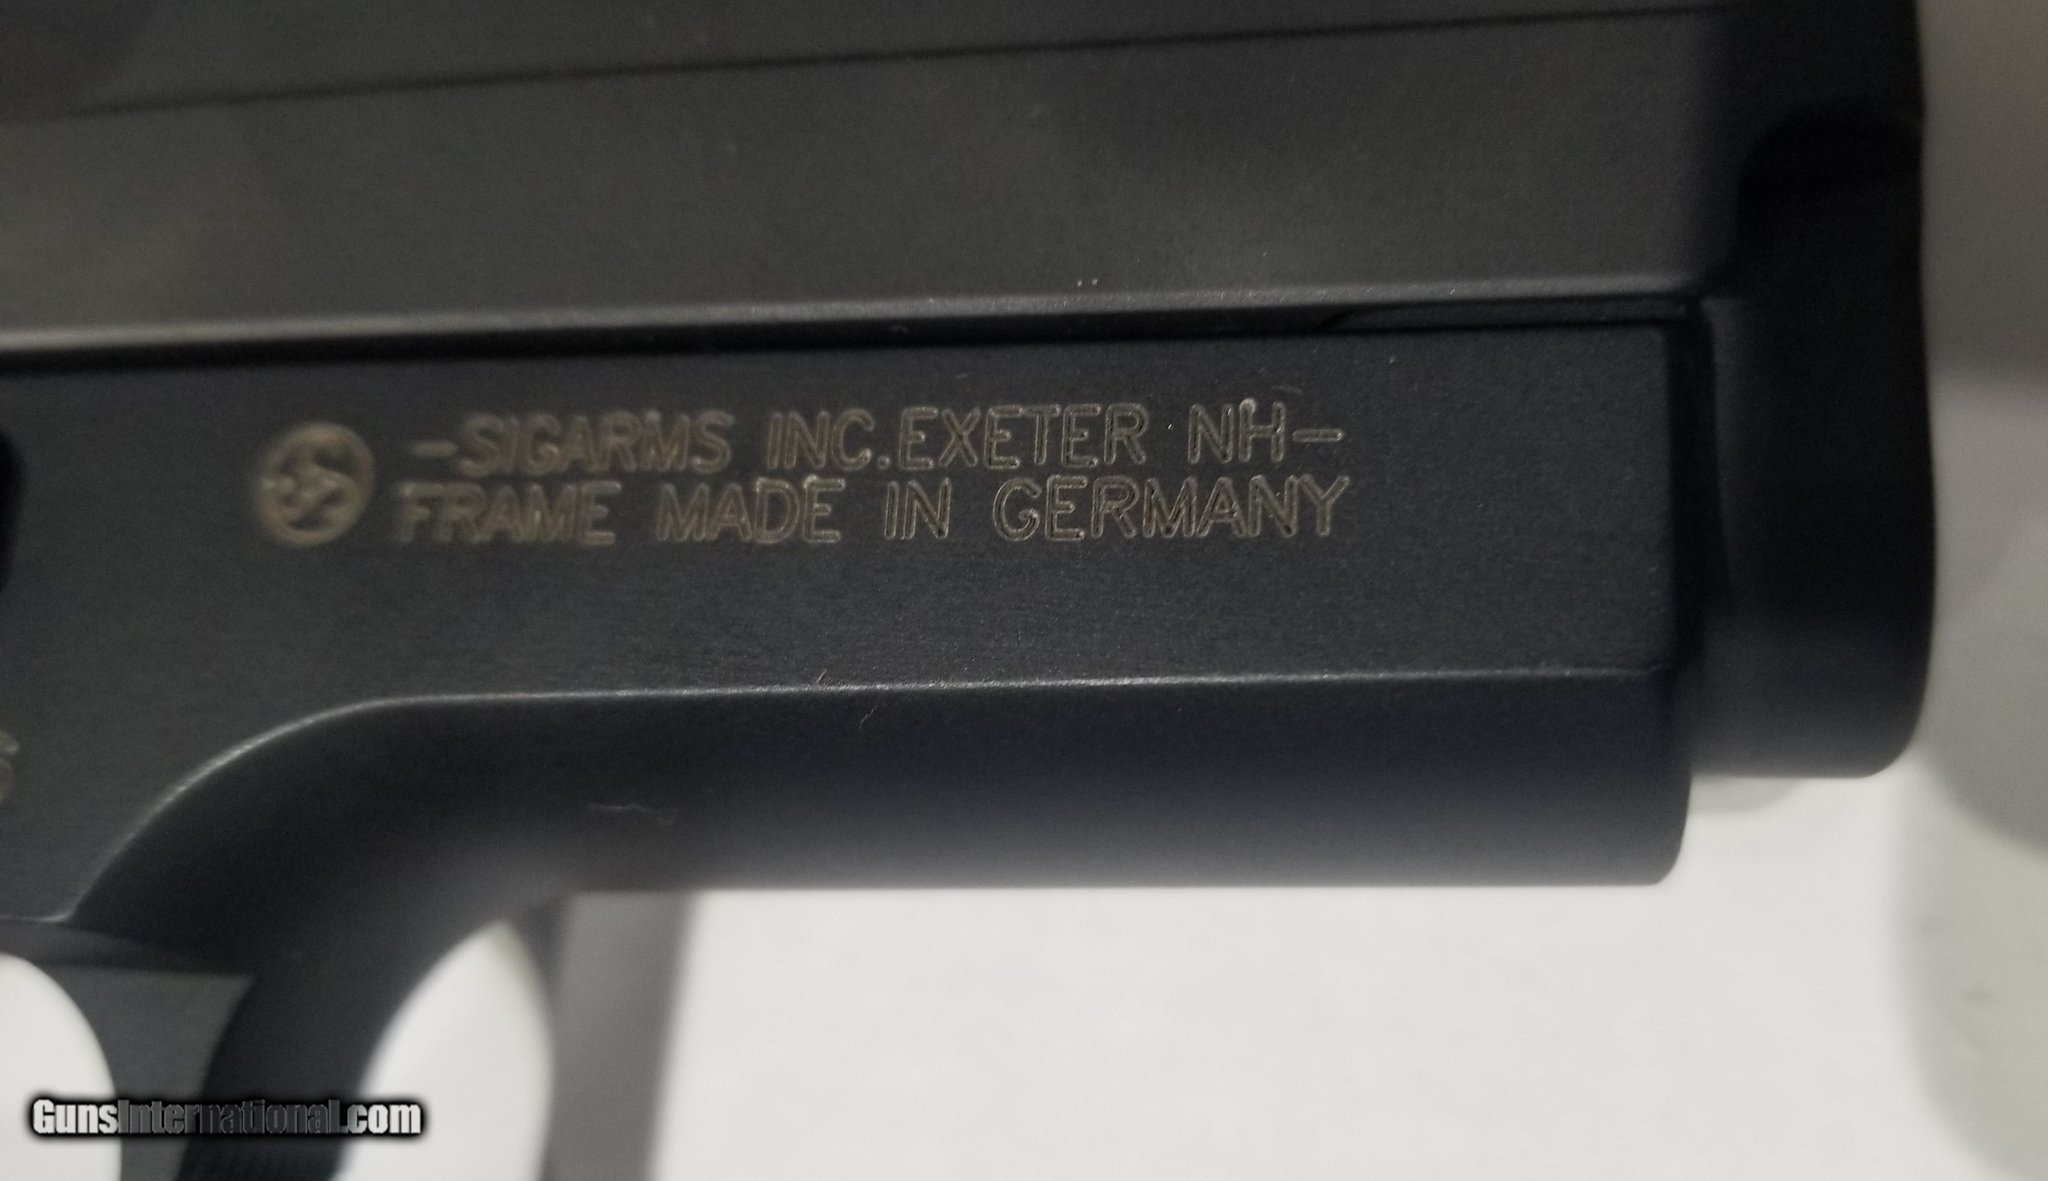 -SIGARMS INC.EXETER NH-
FRAME MADE IN GERMANY
GunsInternational.com